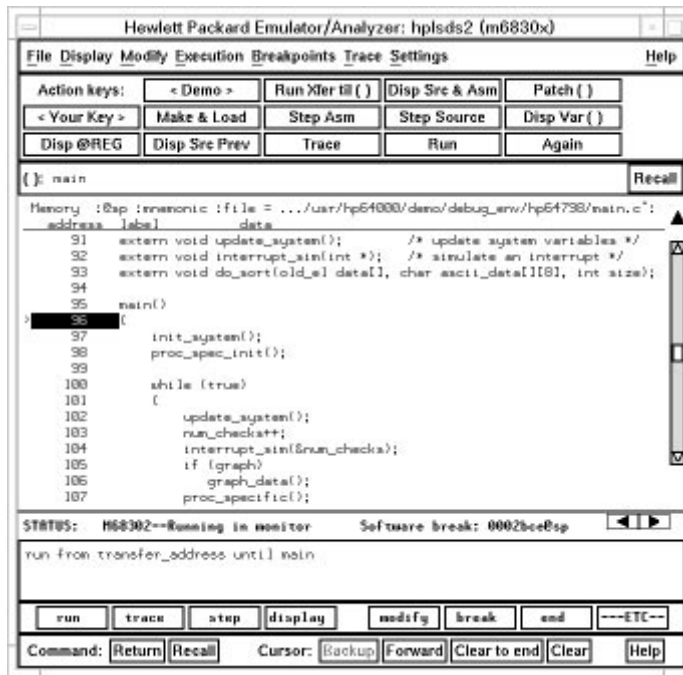 Hewlett Packard Emulator/Analyzer: hplsds2 (m6830x)
File Display Modify Execution Breakpoints Trace Settings Help
Action keys: < Demo > Run Xfer til ( ) Disp Src & Asm Patch ( )
< Your Key > Make & Load Step Asm Step Source Disp Var ( )
Disp @REG Disp Src Prev Trace Run Again
( ): main Recall
Memory :@sp :mnemonic :file = .../usr/hp64000/demo/debug_env/hp64798/main.c":
address label data
91 extern void update_system(); /* update system variables */
92 extern void interrupt_sim(int *); /* simulate an interrupt */
93 extern void do_sort(old_el data[], char ascii_data[][8], int size);
94
95 main()
> 96 {
97 init_system();
98 proc_spec_init();
99
100 while (true)
101 {
102 update_system();
103 num_checks++;
104 interrupt_sim(&num_checks);
105 if (graph)
106 graph_data();
107 proc_specific();
STATUS: M68302--Running in monitor Software break: 0002bce@sp
run from transfer_address until main
run trace step display modify break end ---ETC--
Command: Return Recall Cursor: Backup Forward Clear to end Clear Help